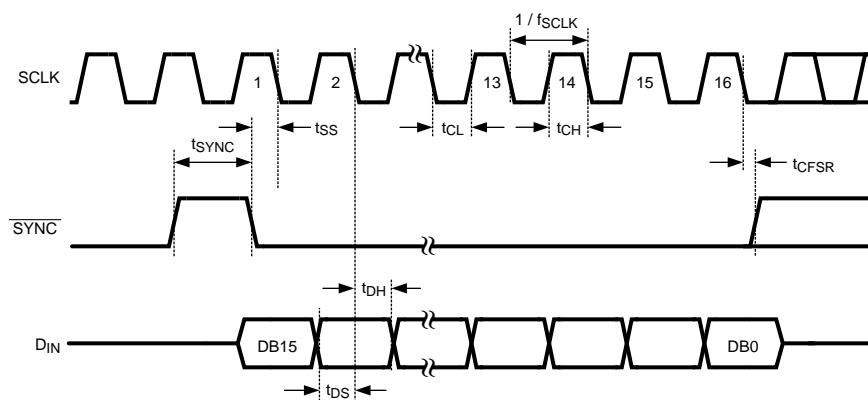 1 / fSCLK
SCLK
1
2
13
14
15
16
tSS
tCL
tCH
tSYNC
tCFSR
SYNC
tDH
DIN
DB15
DB0
tDS